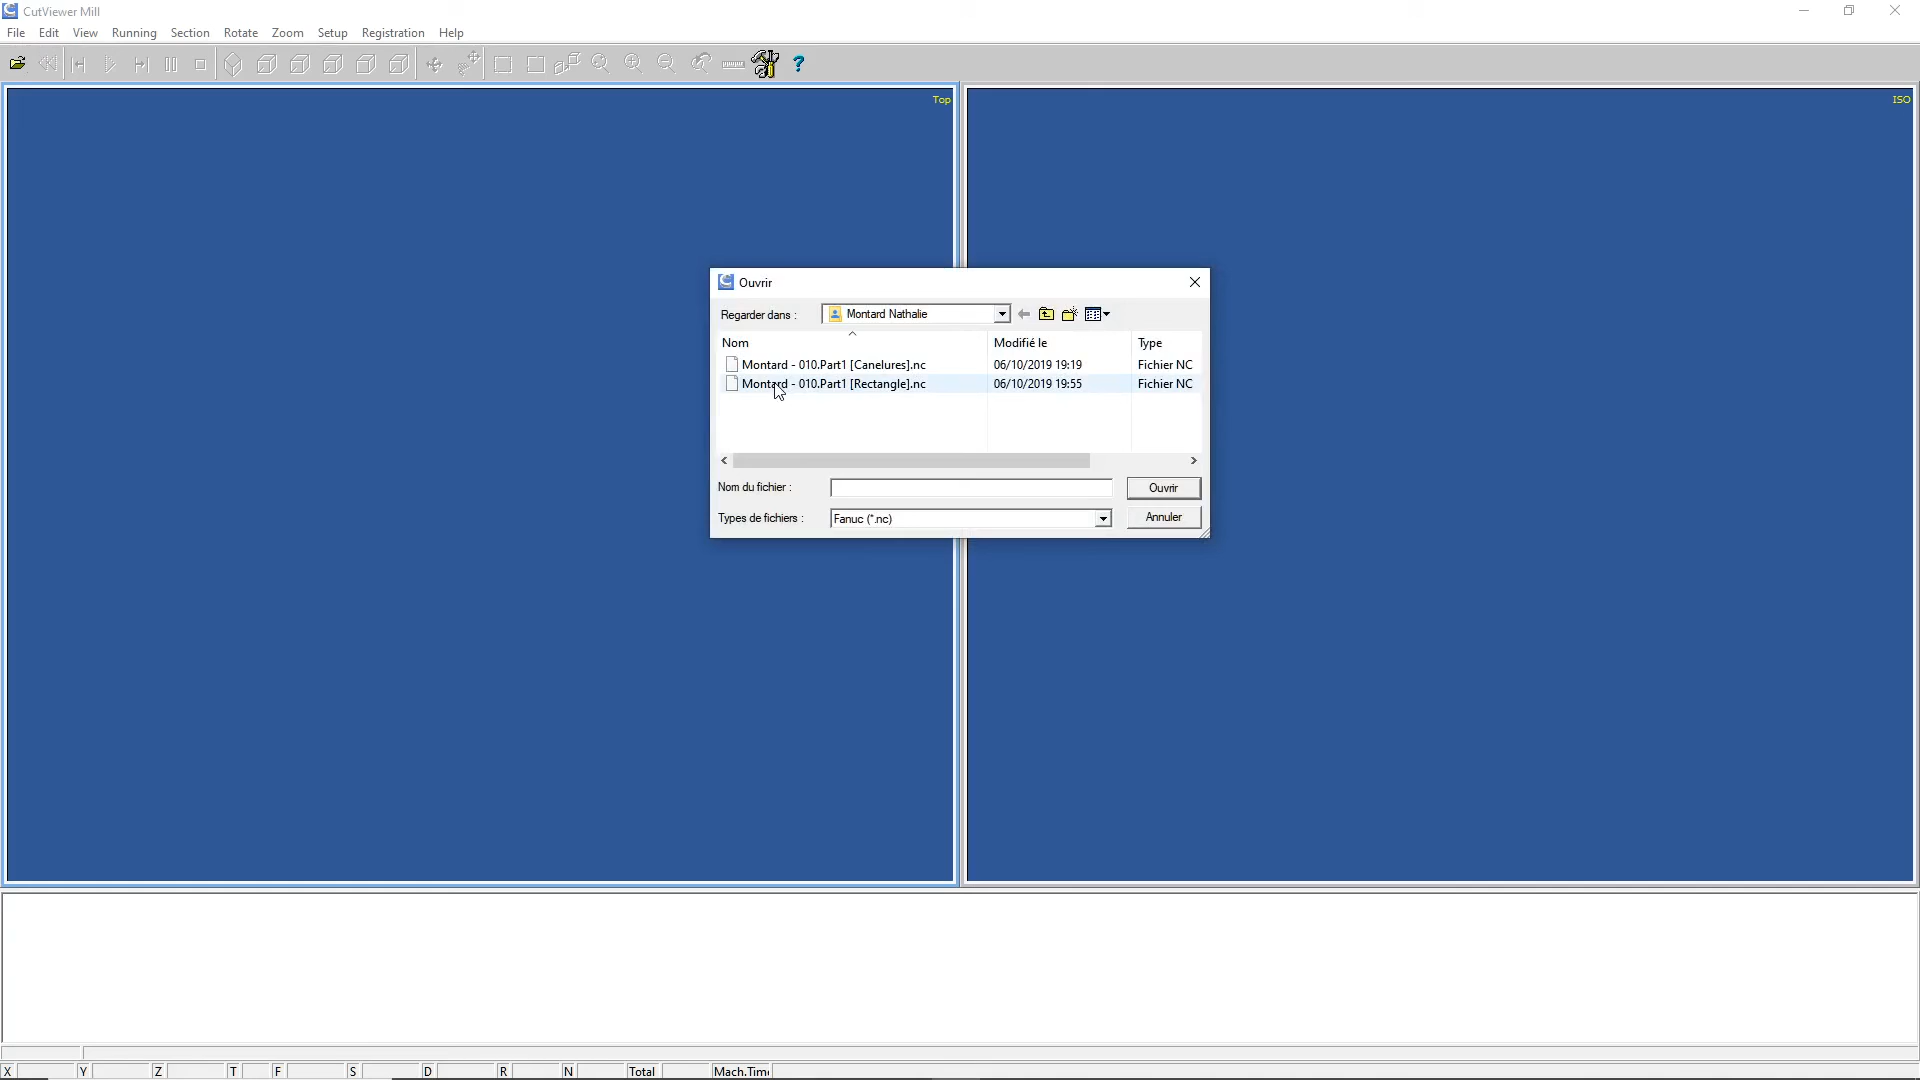 CutViewer Mill
File Edit View Running Section Rotate Zoom Setup Registration Help
Top
ISO
Ouvrir
Regarder dans : Montard Nathalie
Nom Modifié le Type
Montard - 010.Part1 [Canelures].nc 06/10/2019 19:19 Fichier NC
Montard - 010.Part1 [Rectangle].nc 06/10/2019 19:55 Fichier NC
Nom du fichier : Ouvrir
Types de fichiers : Fanuc (*.nc) Annuler
X Y Z T F S D R N Total Mach.Time